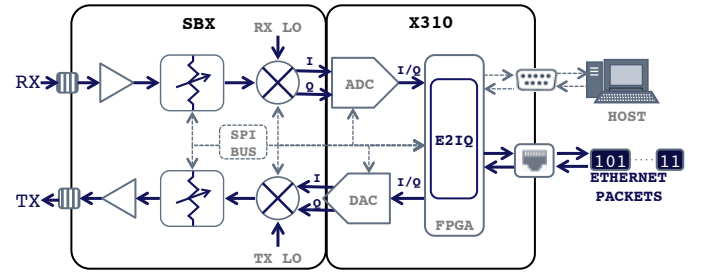 SBX
X310
RX LO
RX
I
Q
ADC
I/Q
HOST
SPI
BUS
E2IQ
101
11
ETHERNET
PACKETS
I
Q
DAC
I/Q
TX
FPGA
TX LO